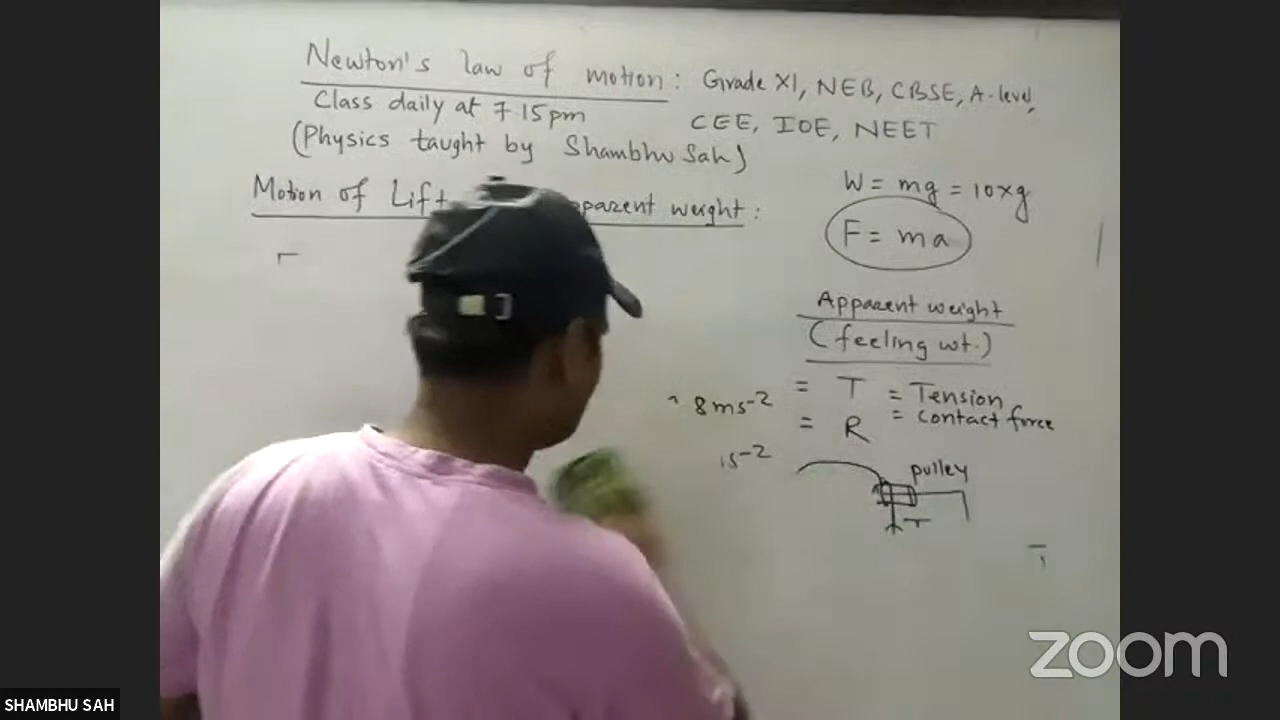 Newton's law of motion : Grade XI, NEB, CBSE, A-level,
Class daily at 7.15pm CEE, IOE, NEET
(Physics taught by Shambhu Sah)
Motion of Lift apparent weight :
W = mg = 10×g
F = ma
Apparent weight
(feeling wt.)
8ms-2 = T = Tension
= R = contact force
s-2
pulley
T
zoom
SHAMBHU SAH